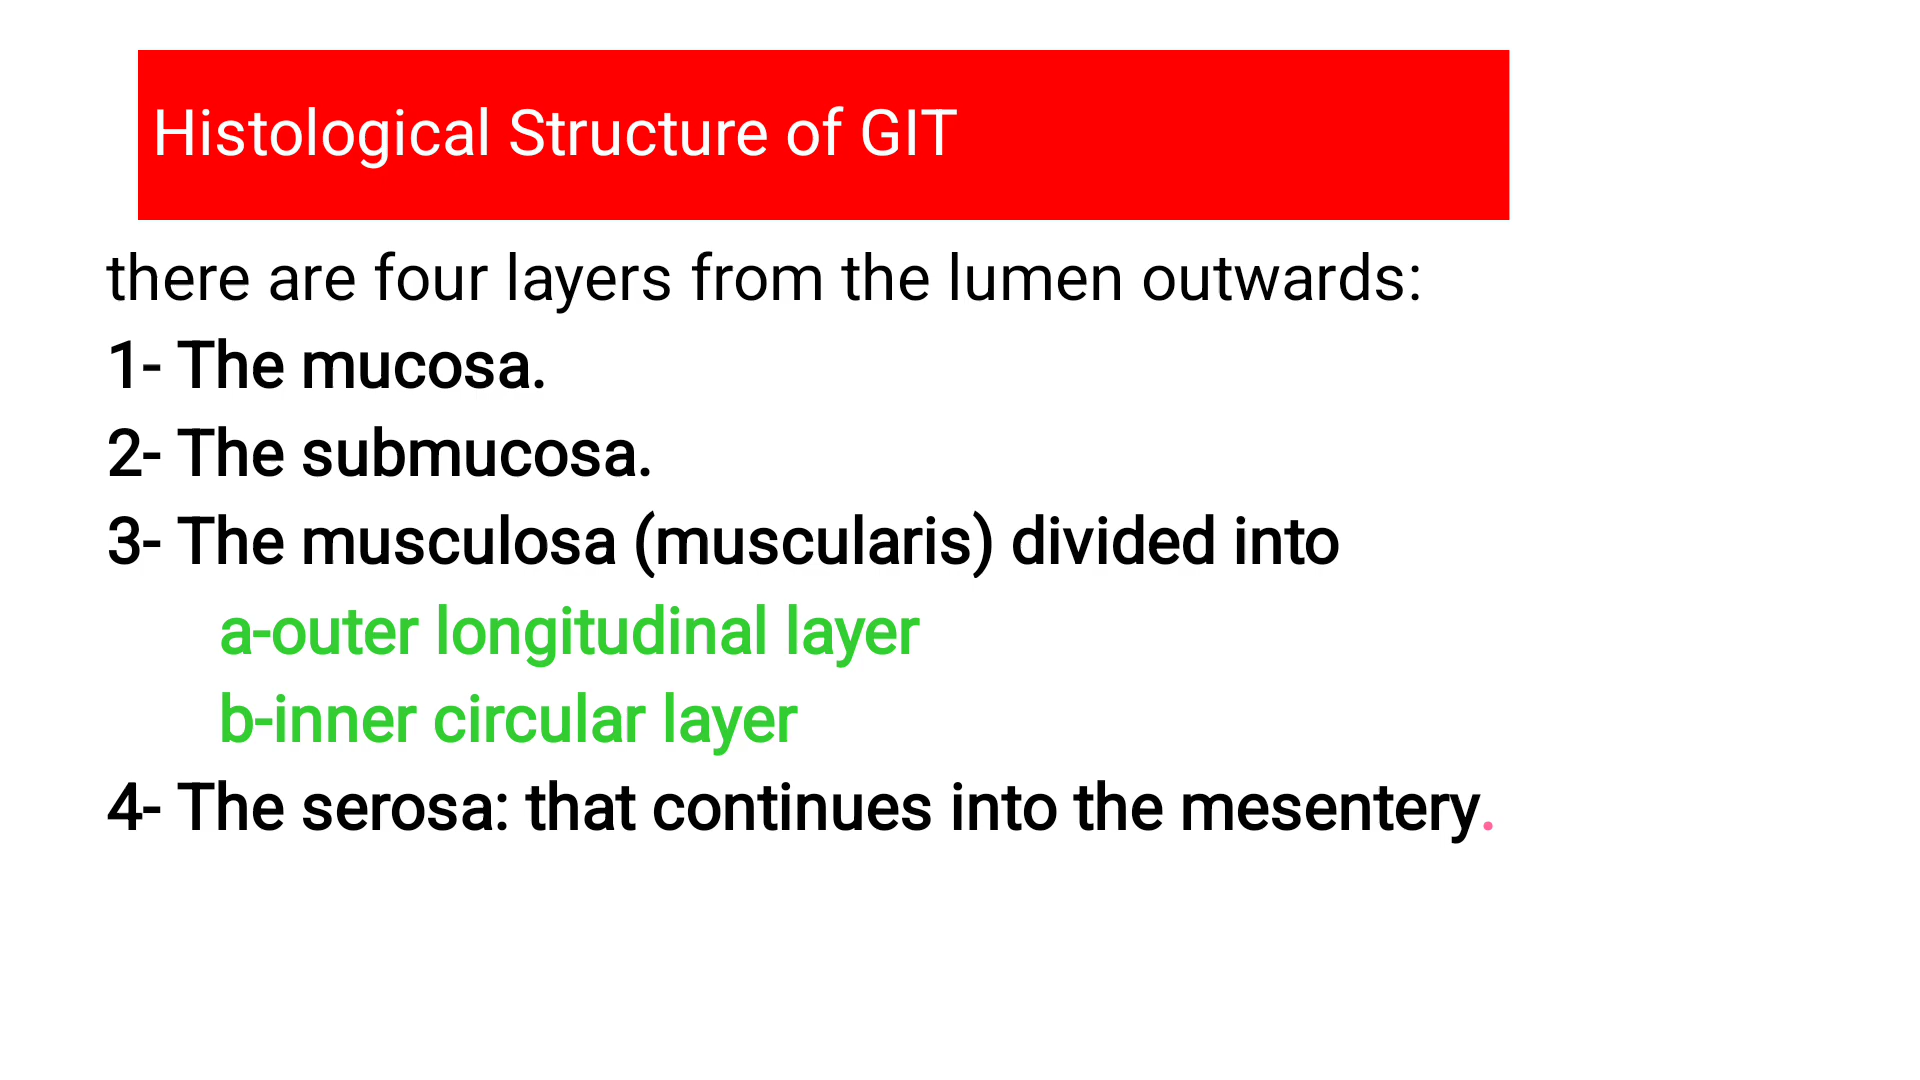 Histological Structure of GIT
there are four layers from the lumen outwards:
1- The mucosa.
2- The submucosa.
3- The musculosa (muscularis) divided into
a-outer longitudinal layer
b-inner circular layer
4- The serosa: that continues into the mesentery.